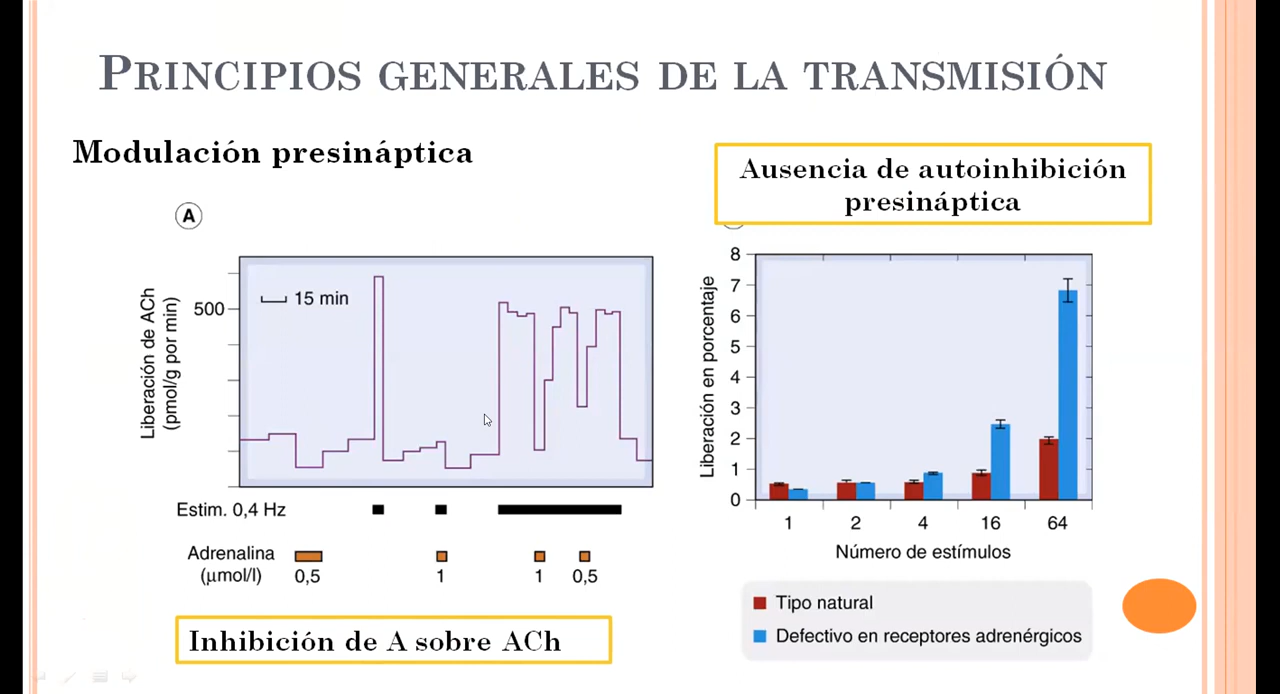 PRINCIPIOS GENERALES DE LA TRANSMISIÓN
Modulación presináptica
Ausencia de autoinhibición
presináptica
A
Liberación de ACh
(pmol/g por min)
500
15 min
Estim. 0,4 Hz
Adrenalina
(μmol/l)
0,5
1
1
0,5
Inhibición de A sobre ACh
Liberación en porcentaje
8
7
6
5
4
3
2
1
0
1
2
4
16
64
Número de estímulos
Tipo natural
Defectivo en receptores adrenérgicos